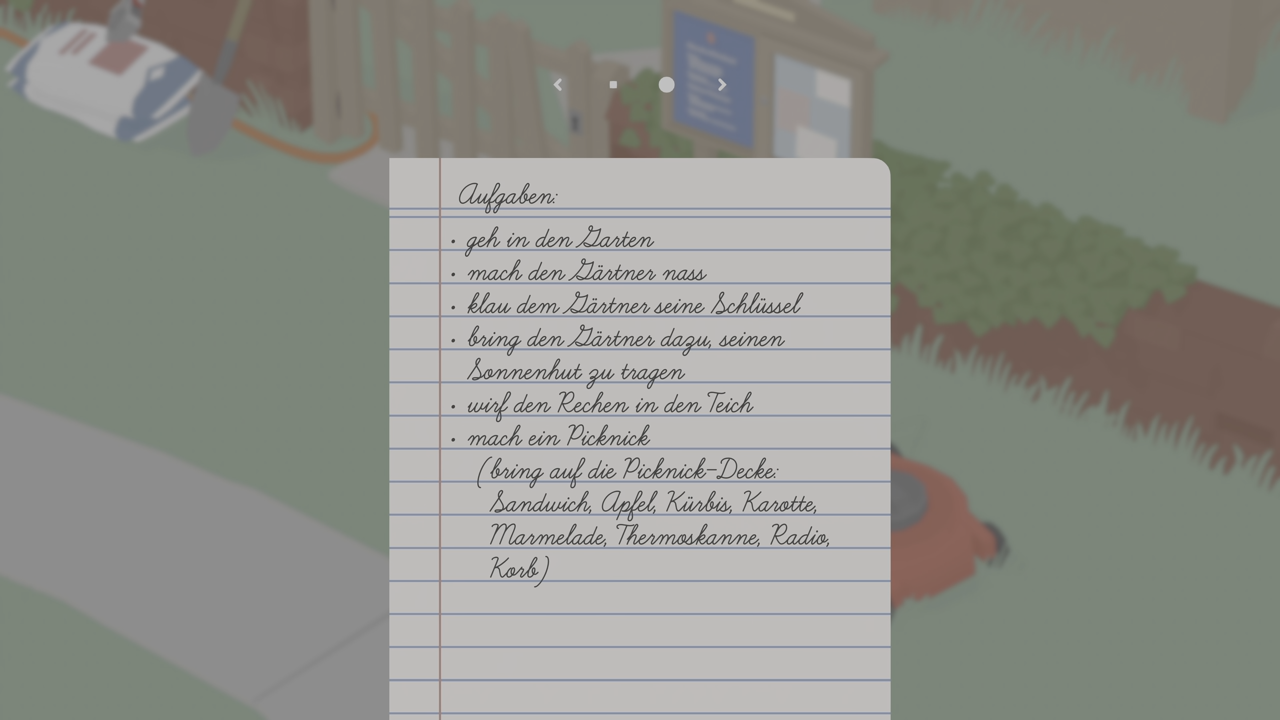 Aufgaben:
• geh in den Garten
• mach den Gärtner nass
• klau dem Gärtner seine Schlüssel
• bring den Gärtner dazu, seinen
Sonnenhut zu tragen
• wirf den Rechen in den Teich
• mach ein Picknick
(bring auf die Picknick-Decke:
Sandwich, Apfel, Kürbis, Karotte,
Marmelade, Thermoskanne, Radio,
Korb)